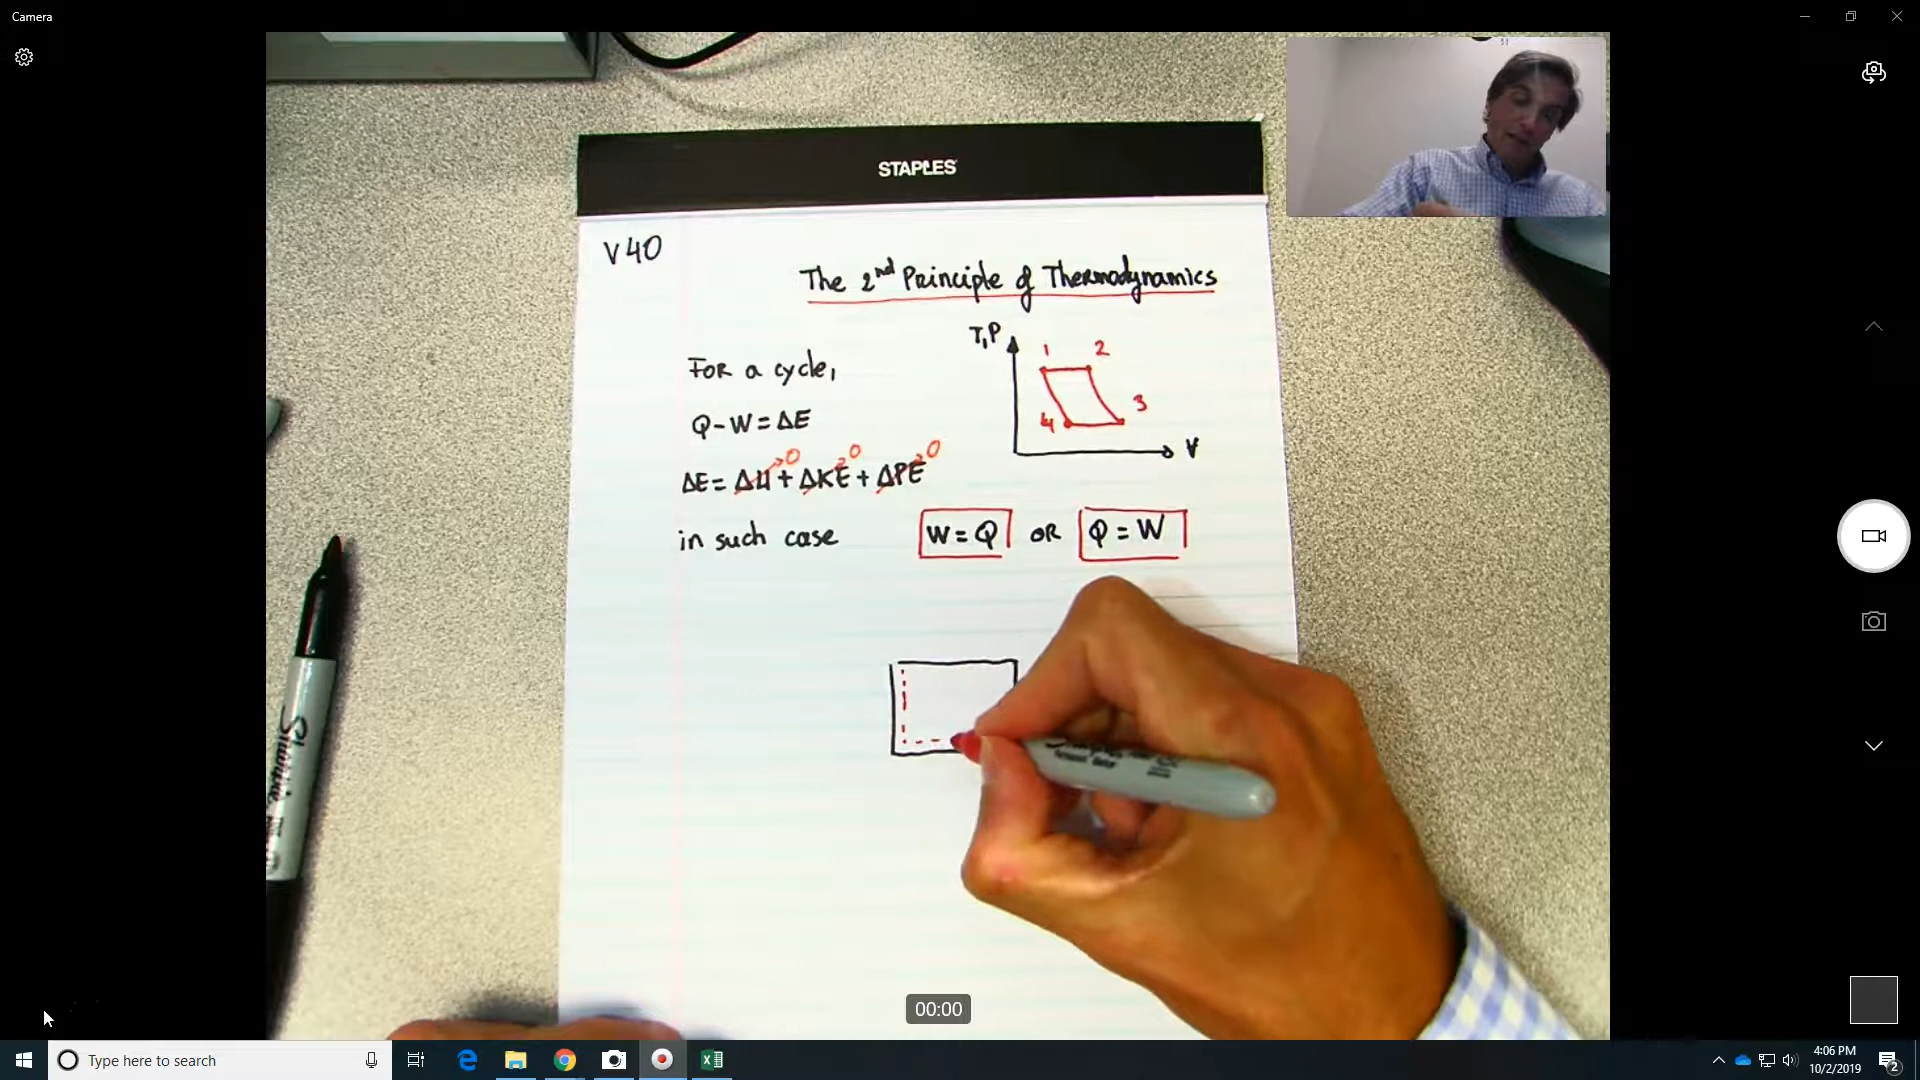 Camera
STAPLES
V40
The 2nd Principle of Thermodynamics
T,P
1
2
3
4
V
For a cycle,
Q-W=ΔE
ΔE= ΔU→0 + ΔKE→0 + ΔPE→0
in such case W=Q OR Q=W
Sharpie
00:00
Type here to search
4:06 PM
10/2/2019
2